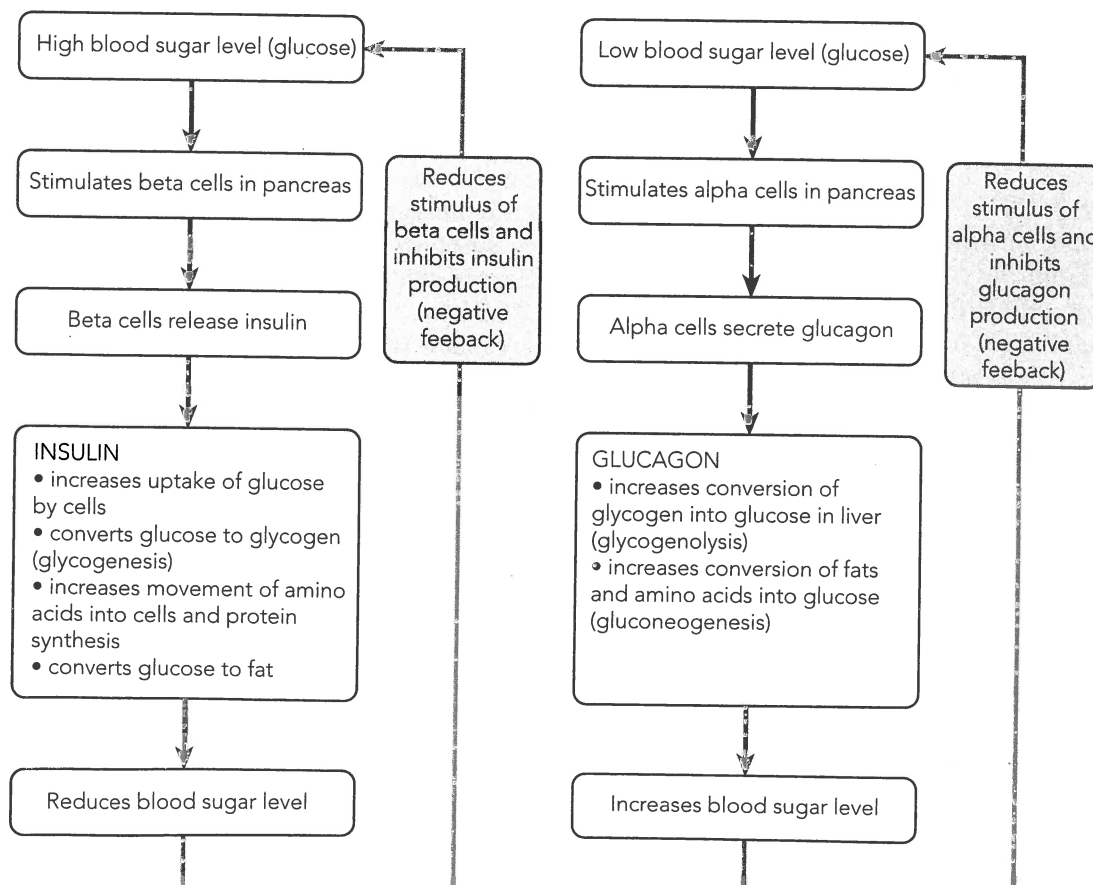 High blood sugar level (glucose)
Stimulates beta cells in pancreas
Beta cells release insulin
INSULIN
• increases uptake of glucose
by cells
• converts glucose to glycogen
(glycogenesis)
• increases movement of amino
acids into cells and protein
synthesis
• converts glucose to fat
Reduces blood sugar level
Reduces
stimulus of
beta cells and
inhibits insulin
production
(negative
feeback)
Low blood sugar level (glucose)
Stimulates alpha cells in pancreas
Alpha cells secrete glucagon
GLUCAGON
• increases conversion of
glycogen into glucose in liver
(glycogenolysis)
• increases conversion of fats
and amino acids into glucose
(gluconeogenesis)
Increases blood sugar level
Reduces
stimulus of
alpha cells and
inhibits
glucagon
production
(negative
feeback)